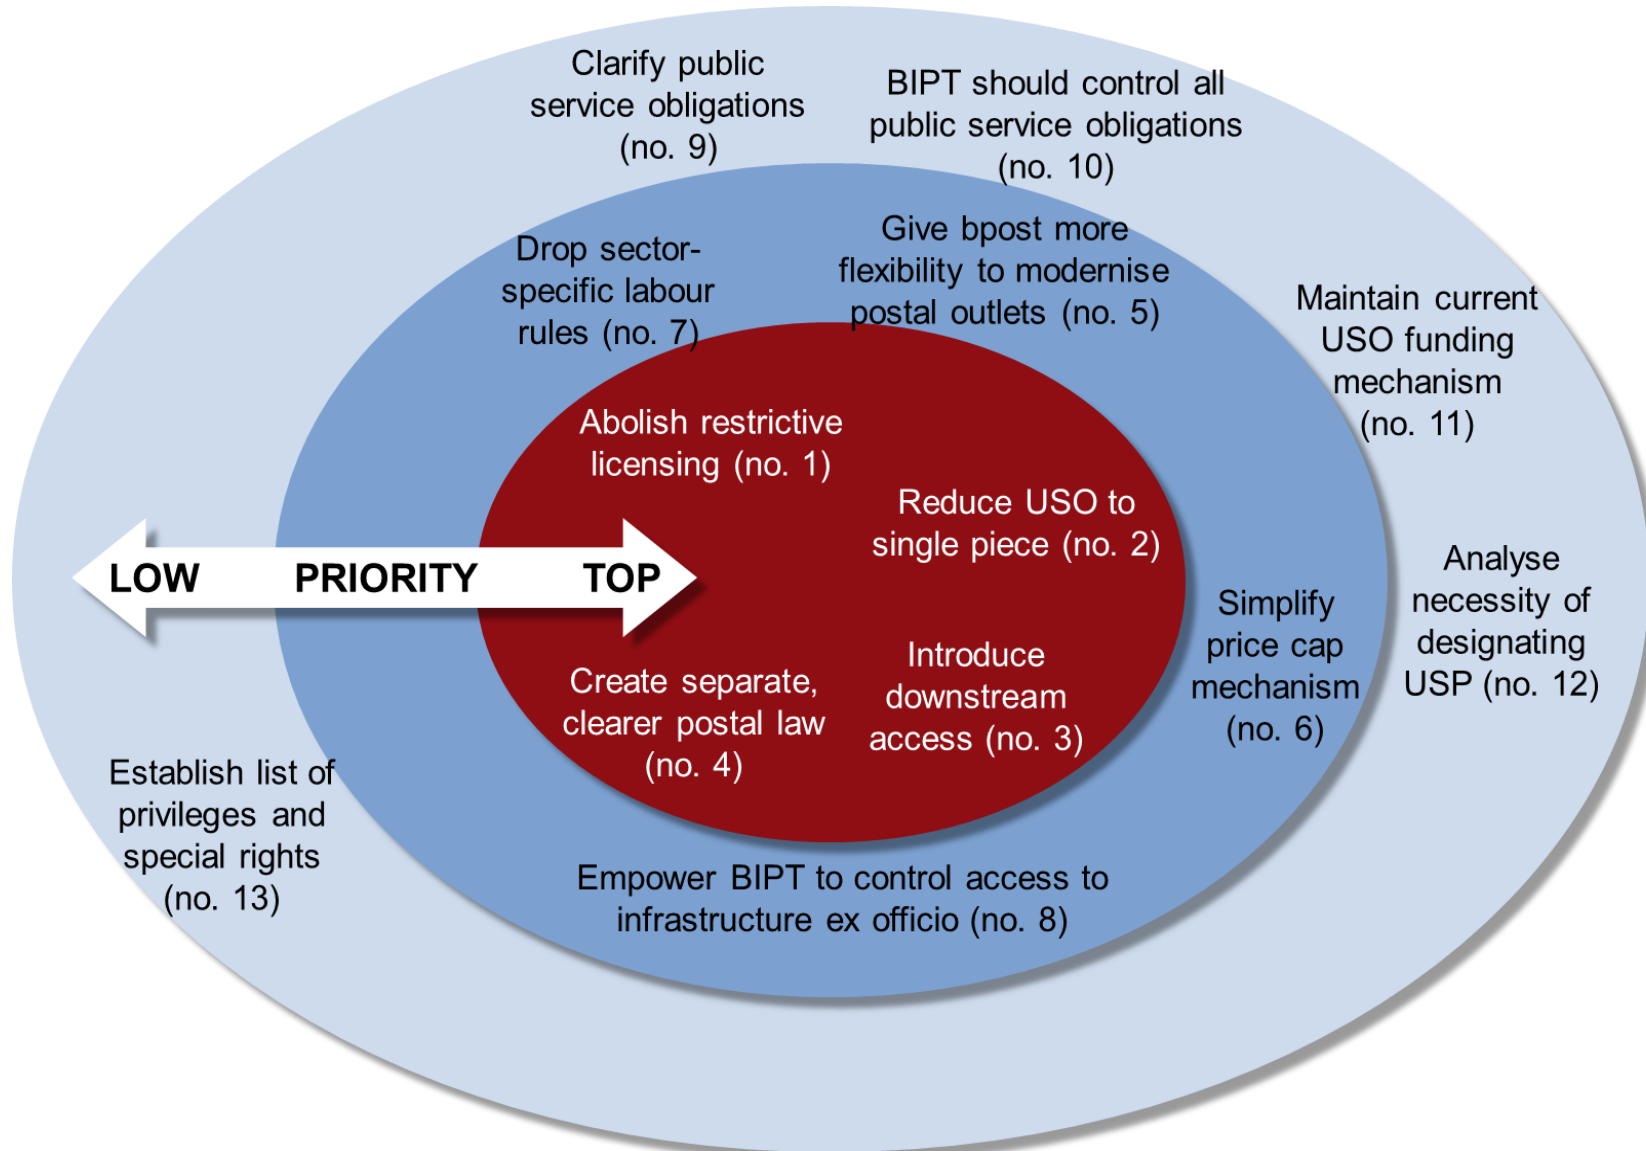 Clarify public
service obligations
(no. 9)
BIPT should control all
public service obligations
(no. 10)
Drop sector-
specific labour
rules (no. 7)
Give bpost more
flexibility to modernise
postal outlets (no. 5)
Maintain current
USO funding
mechanism
(no. 11)
Abolish restrictive
licensing (no. 1)
Reduce USO to
single piece (no. 2)
LOW PRIORITY TOP
Analyse
necessity of
designating
USP (no. 12)
Simplify
price cap
mechanism
(no. 6)
Create separate,
clearer postal law
(no. 4)
Introduce
downstream
access (no. 3)
Establish list of
privileges and
special rights
(no. 13)
Empower BIPT to control access to
infrastructure ex officio (no. 8)